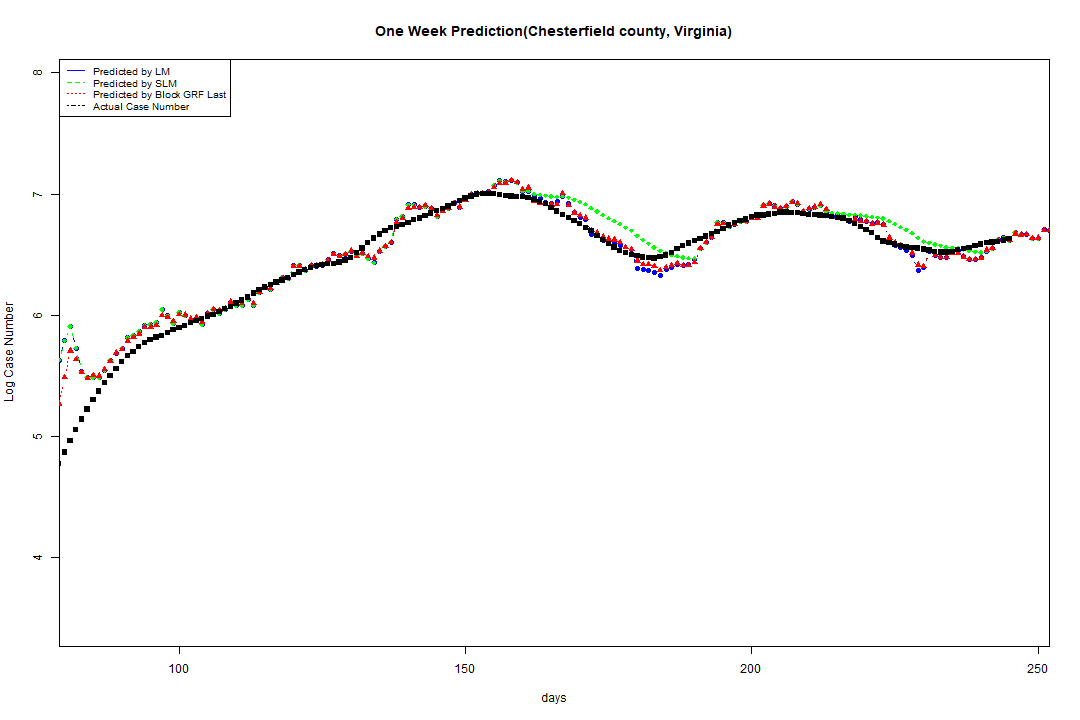 One Week Prediction(Chesterfield county, Virginia)
Predicted by LM
Predicted by SLM
Predicted by Block GRF Last
Actual Case Number
8
7
6
5
4
Log Case Number
100
150
200
250
days